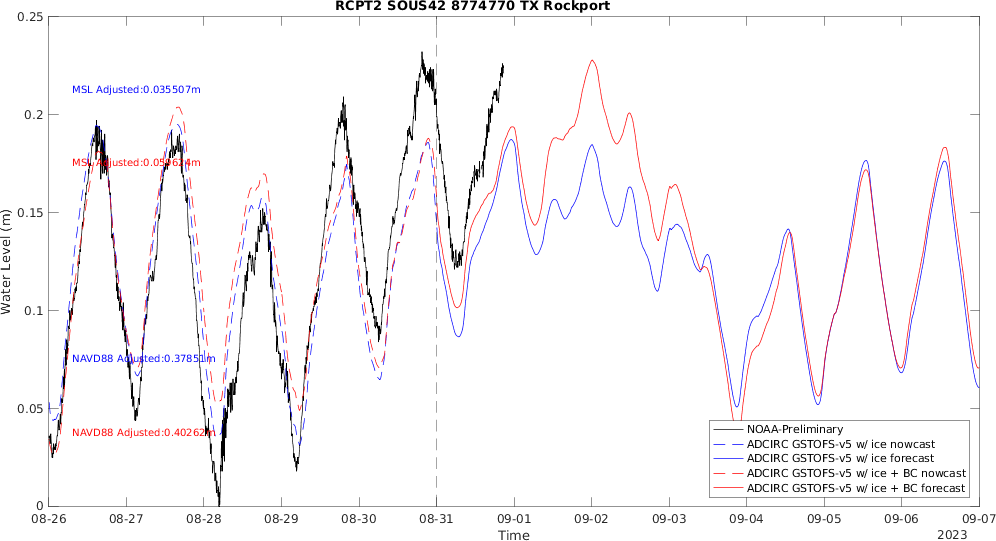 RCPT2 SOUS42 8774770 TX Rockport
0.25
0.2
0.15
0.1
0.05
0
Water Level (m)
MSL Adjusted:0.035507m
MSL Adjusted:
NAVD88 Adjusted:0.37851m
NAVD88 Adjusted:0.40262m
NOAA-Preliminary
ADCIRC GSTOFS-v5 w/ ice nowcast
ADCIRC GSTOFS-v5 w/ ice forecast
ADCIRC GSTOFS-v5 w/ ice + BC nowcast
ADCIRC GSTOFS-v5 w/ ice + BC forecast
08-26 08-27 08-28 08-29 08-30 08-31 09-01 09-02 09-03 09-04 09-05 09-06 09-07
Time
2023